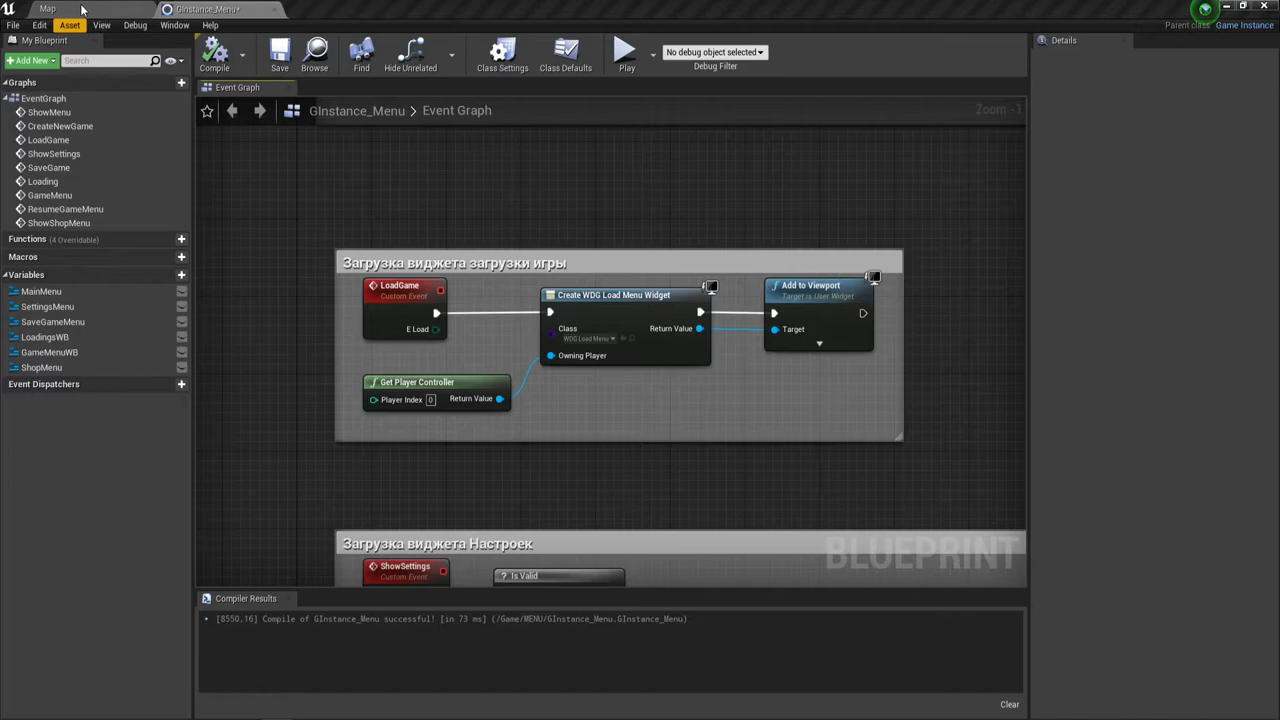 Map
GInstance_Menu*
File Edit Asset View Debug Window Help
Parent class: Game Instance
My Blueprint
Add New
Search
Compile
Save
Browse
Find
Hide Unrelated
Class Settings
Class Defaults
Play
No debug object selected
Debug Filter
Details
Graphs
EventGraph
ShowMenu
CreateNewGame
LoadGame
ShowSettings
SaveGame
Loading
GameMenu
ResumeGameMenu
ShowShopMenu
Functions (4 Overridable)
Macros
Variables
MainMenu
SettingsMenu
SaveGameMenu
LoadingsWB
GameMenuWB
ShopMenu
Event Dispatchers
Event Graph
GInstance_Menu > Event Graph
Zoom -1
Загрузка виджета загрузки игры
LoadGame
Custom Event
E Load
Create WDG Load Menu Widget
Class
WDG Load Menu
Return Value
Owning Player
Add to Viewport
Target is User Widget
Target
Get Player Controller
Player Index 0
Return Value
Загрузка виджета Настроек
ShowSettings
Custom Event
? Is Valid
BLUEPRINT
Compiler Results
[8550,16] Compile of GInstance_Menu successful! [in 73 ms] (/Game/MENU/GInstance_Menu.GInstance_Menu)
Clear